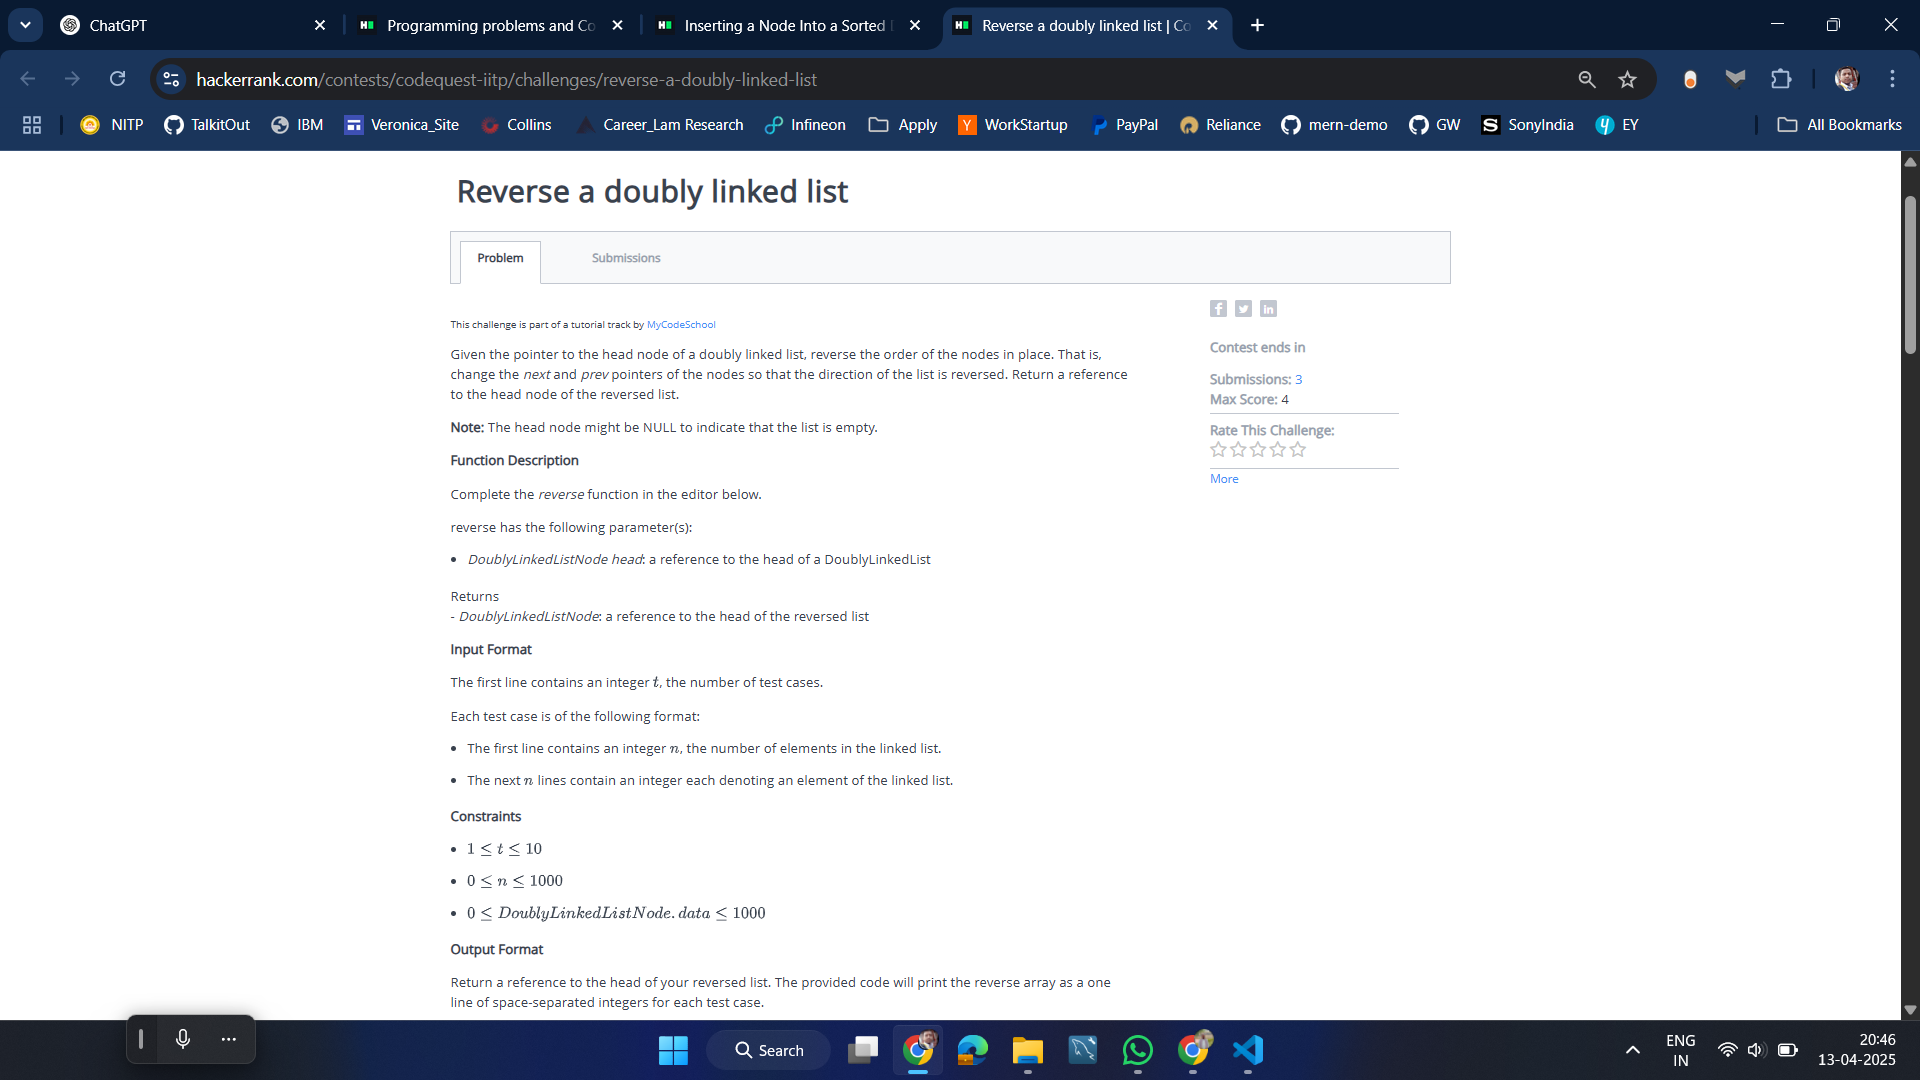 ChatGPT
Programming problems and Co
Inserting a Node Into a Sorted
Reverse a doubly linked list | Co
hackerrank.com/contests/codequest-iitp/challenges/reverse-a-doubly-linked-list
NITP TalkitOut IBM Veronica_Site Collins Career_Lam Research Infineon Apply WorkStartup PayPal Reliance mern-demo GW SonyIndia EY All Bookmarks
Reverse a doubly linked list
Problem Submissions
This challenge is part of a tutorial track by MyCodeSchool
Given the pointer to the head node of a doubly linked list, reverse the order of the nodes in place. That is,
change the next and prev pointers of the nodes so that the direction of the list is reversed. Return a reference
to the head node of the reversed list.
Note: The head node might be NULL to indicate that the list is empty.
Function Description
Complete the reverse function in the editor below.
reverse has the following parameter(s):
• DoublyLinkedListNode head: a reference to the head of a DoublyLinkedList
Returns
- DoublyLinkedListNode: a reference to the head of the reversed list
Input Format
The first line contains an integer t, the number of test cases.
Each test case is of the following format:
• The first line contains an integer n, the number of elements in the linked list.
• The next n lines contain an integer each denoting an element of the linked list.
Constraints
• 1 ≤ t ≤ 10
• 0 ≤ n ≤ 1000
• 0 ≤ DoublyLinkedListNode.data ≤ 1000
Output Format
Return a reference to the head of your reversed list. The provided code will print the reverse array as a one
line of space-separated integers for each test case.
Contest ends in
Submissions: 3
Max Score: 4
Rate This Challenge:
More
Search
ENG
IN
20:46
13-04-2025